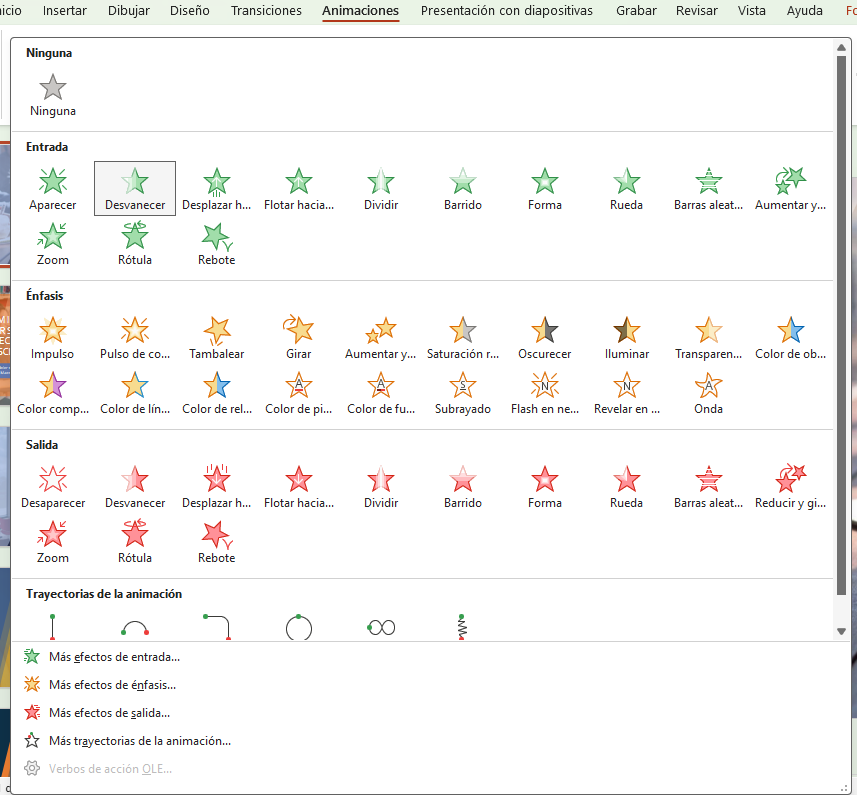 icio Insertar Dibujar Diseño Transiciones Animaciones Presentación con diapositivas Grabar Revisar Vista Ayuda Fo
Ninguna
Ninguna
Entrada
Aparecer Desvanecer Desplazar h... Flotar hacia... Dividir Barrido Forma Rueda Barras aleat... Aumentar y...
Zoom Rótula Rebote
Énfasis
Impulso Pulso de co... Tambalear Girar Aumentar y... Saturación r... Oscurecer Iluminar Transparen... Color de ob...
Color comp... Color de lín... Color de rel... Color de pi... Color de fu... Subrayado Flash en ne... Revelar en ... Onda
Salida
Desaparecer Desvanecer Desplazar h... Flotar hacia... Dividir Barrido Forma Rueda Barras aleat... Reducir y gi...
Zoom Rótula Rebote
Trayectorias de la animación
Más efectos de entrada...
Más efectos de énfasis...
Más efectos de salida...
Más trayectorias de la animación...
Verbos de acción OLE...